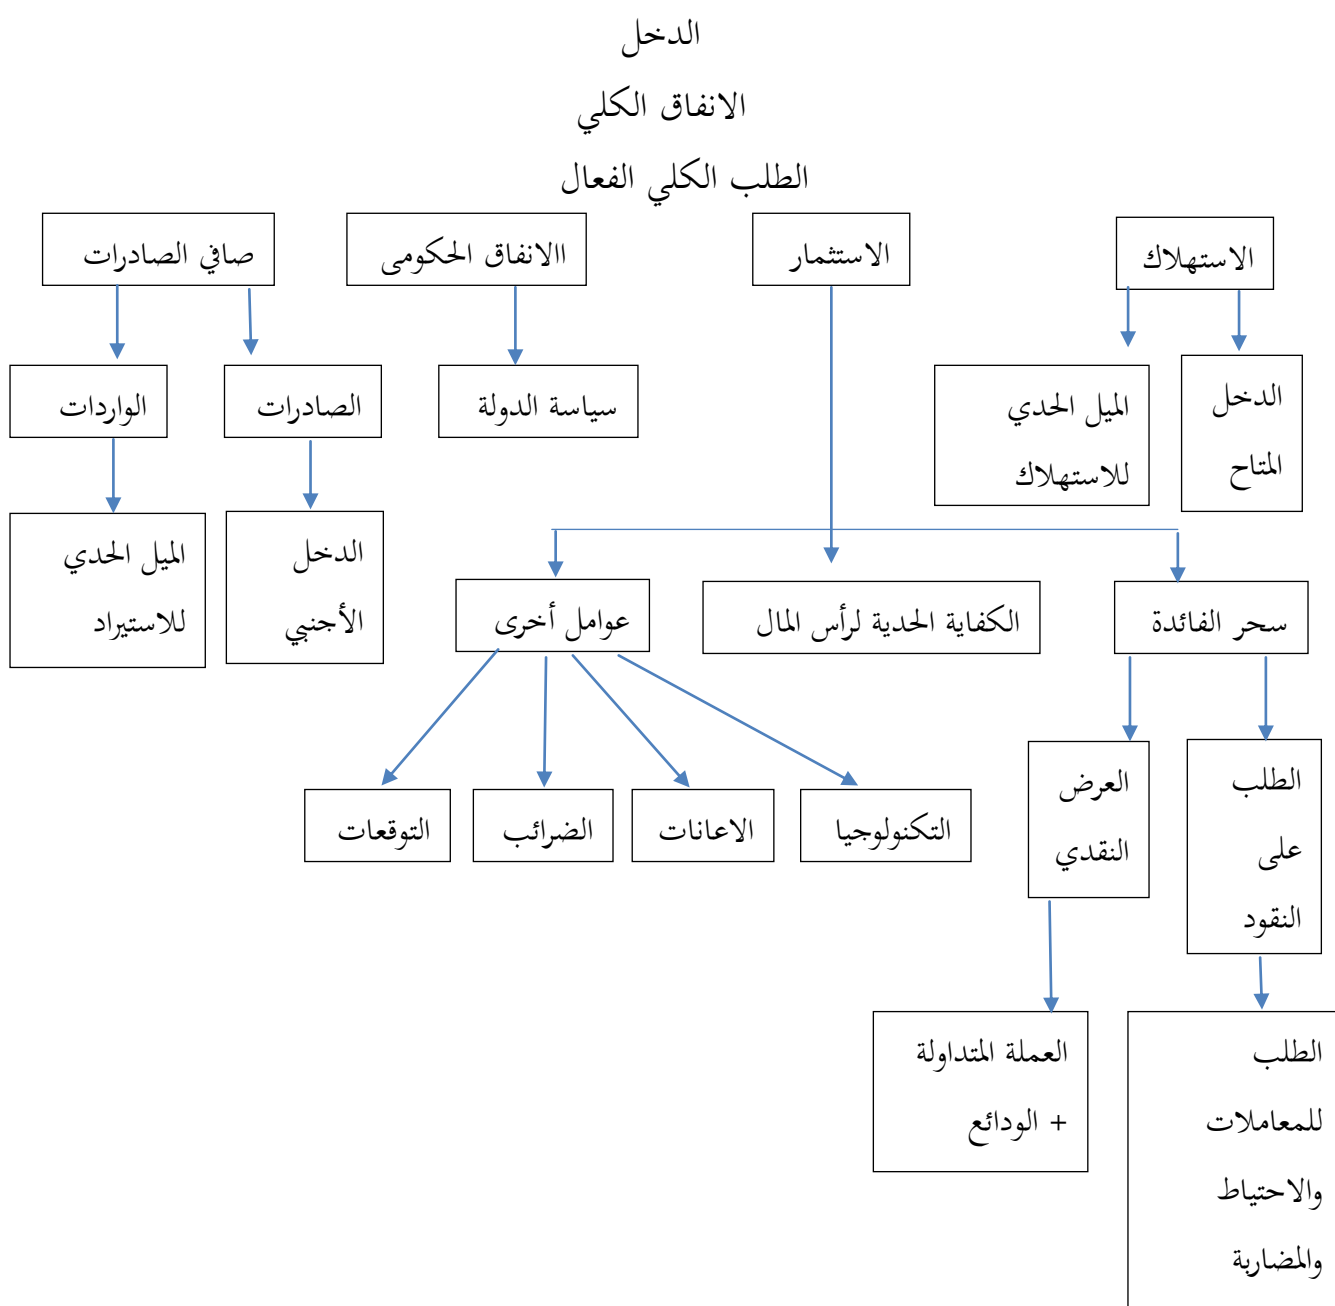 الدخل
الانفاق الكلي
الطلب الكلي الفعال
الاستهلاك
الاستثمار
االانفاق الحكومى
صافي الصادرات
الدخل
المتاح
الميل الحدي
للاستهلاك
سياسة الدولة
الصادرات
الواردات
الدخل
الأجنبي
الميل الحدي
للاستيراد
سحر الفائدة
الكفاية الحدية لرأس المال
عوامل أخرى
الطلب
على
النقود
العرض
النقدي
التكنولوجيا
الاعانات
الضرائب
التوقعات
الطلب
للمعاملات
والاحتياط
والمضاربة
العملة المتداولة
+ الودائع